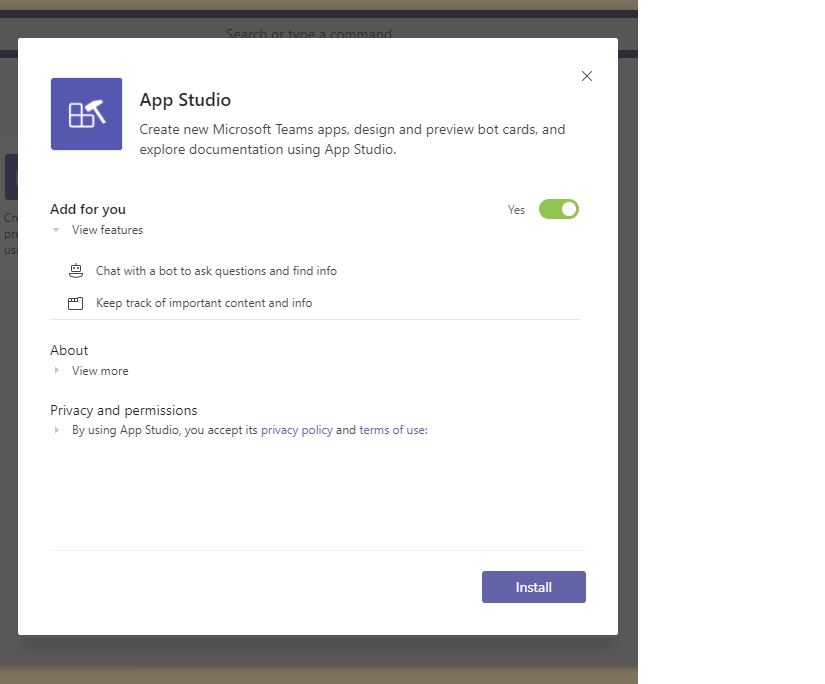 Search or type a command
App Studio
Create new Microsoft Teams apps, design and preview bot cards, and
explore documentation using App Studio.
Add for you
Yes
View features
Chat with a bot to ask questions and find info
Keep track of important content and info
About
View more
Privacy and permissions
By using App Studio, you accept its privacy policy and terms of use:
Install